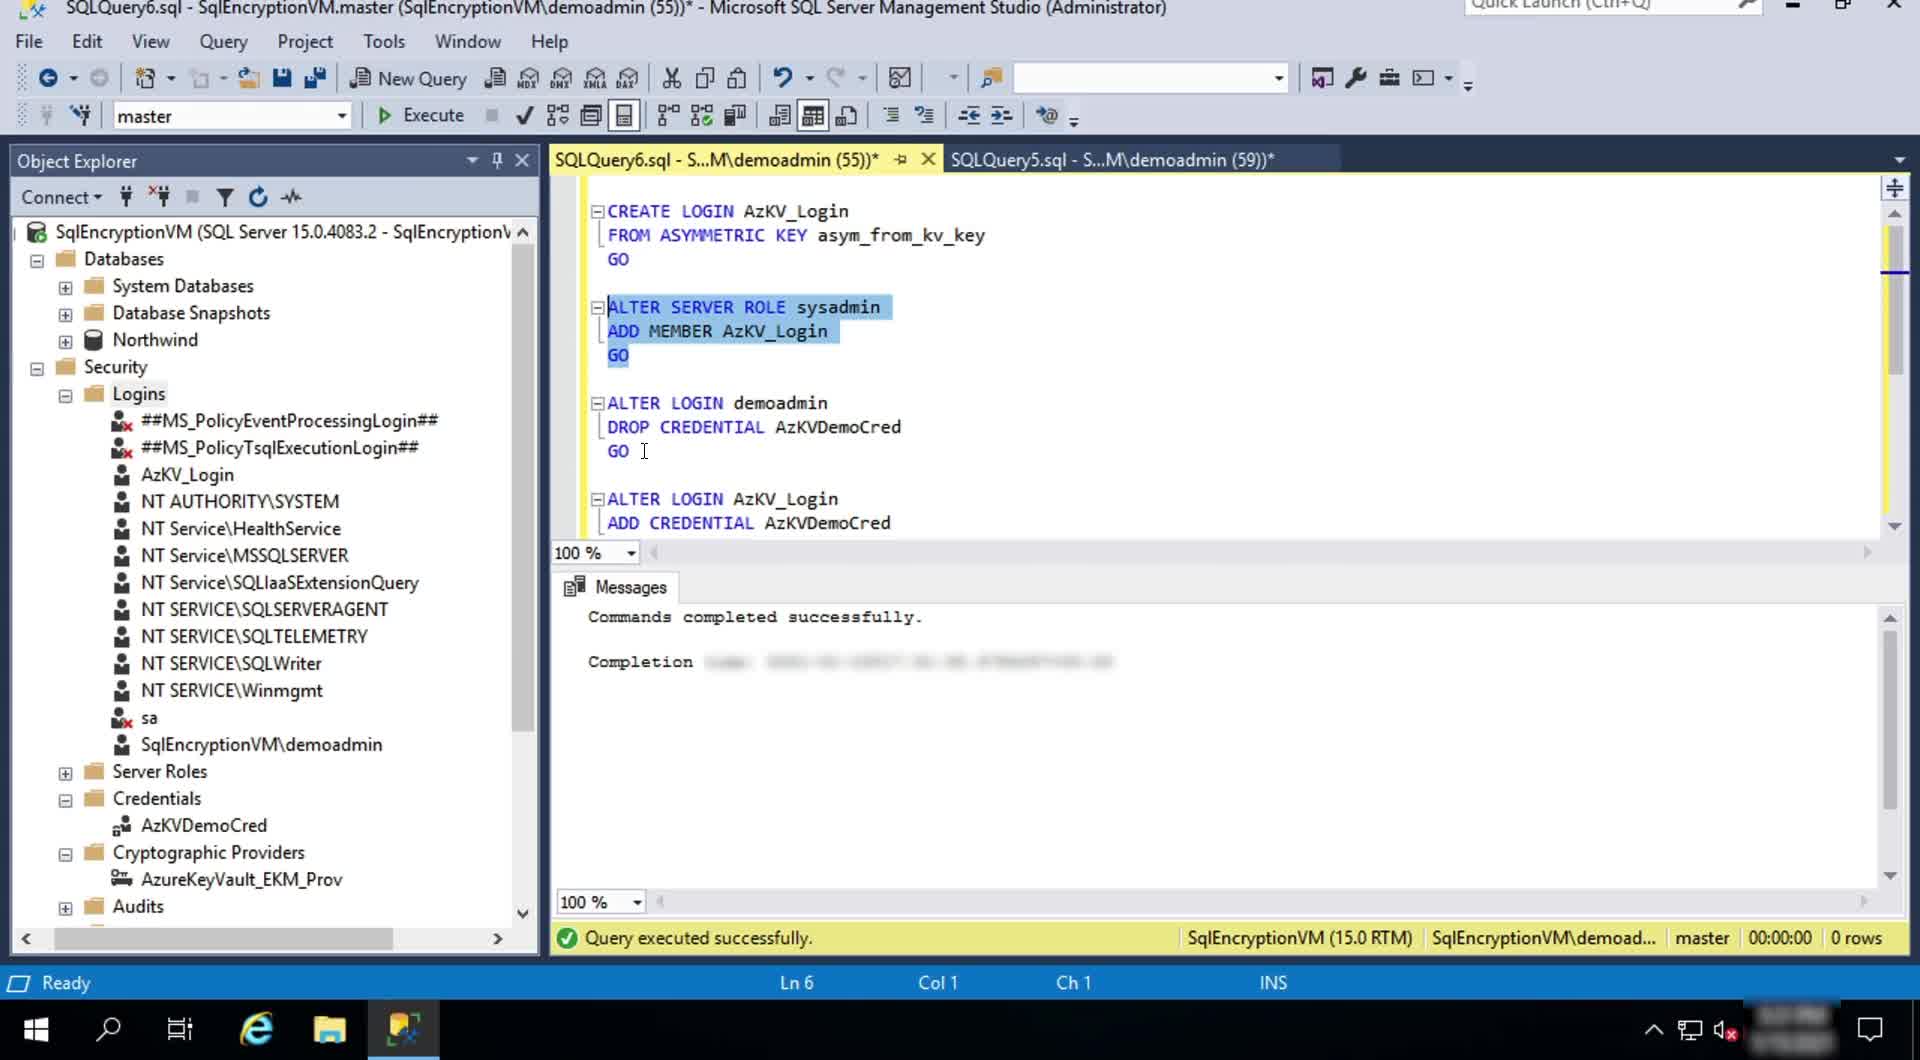 SQLQuery6.sql - SqlEncryptionVM.master (SqlEncryptionVM\demoadmin (55))* - Microsoft SQL Server Management Studio (Administrator)
Quick Launch (Ctrl+Q)
File Edit View Query Project Tools Window Help
New Query
MDX DMX XMLA DAX
master
Execute
Object Explorer
SQLQuery6.sql - S...M\demoadmin (55))*
SQLQuery5.sql - S...M\demoadmin (59))*
Connect
SqlEncryptionVM (SQL Server 15.0.4083.2 - SqlEncryptionV
Databases
System Databases
Database Snapshots
Northwind
Security
Logins
##MS_PolicyEventProcessingLogin##
##MS_PolicyTsqlExecutionLogin##
AzKV_Login
NT AUTHORITY\SYSTEM
NT Service\HealthService
NT Service\MSSQLSERVER
NT Service\SQLIaaSExtensionQuery
NT SERVICE\SQLSERVERAGENT
NT SERVICE\SQLTELEMETRY
NT SERVICE\SQLWriter
NT SERVICE\Winmgmt
sa
SqlEncryptionVM\demoadmin
Server Roles
Credentials
AzKVDemoCred
Cryptographic Providers
AzureKeyVault_EKM_Prov
Audits
CREATE LOGIN AzKV_Login
FROM ASYMMETRIC KEY asym_from_kv_key
GO
ALTER SERVER ROLE sysadmin
ADD MEMBER AzKV_Login
GO
ALTER LOGIN demoadmin
DROP CREDENTIAL AzKVDemoCred
GO
ALTER LOGIN AzKV_Login
ADD CREDENTIAL AzKVDemoCred
100 %
Messages
Commands completed successfully.
Completion
100 %
Query executed successfully.
SqlEncryptionVM (15.0 RTM)
SqlEncryptionVM\demoad...
master
00:00:00
0 rows
Ready
Ln 6
Col 1
Ch 1
INS